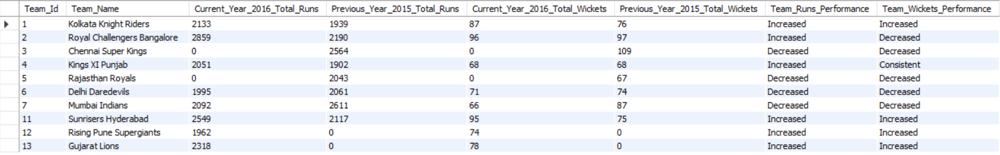 Team_Id Team_Name Current_Year_2016_Total_Runs Previous_Year_2015_Total_Runs Current_Year_2016_Total_Wickets Previous_Year_2015_Total_Wickets Team_Runs_Performance Team_Wickets_Performance
1 Kolkata Knight Riders 2133 1939 87 76 Increased Increased
2 Royal Challengers Bangalore 2859 2190 96 97 Increased Decreased
3 Chennai Super Kings 0 2564 0 109 Decreased Decreased
4 Kings XI Punjab 2051 1902 68 68 Increased Consistent
5 Rajasthan Royals 0 2043 0 67 Decreased Decreased
6 Delhi Daredevils 1995 2061 71 74 Decreased Decreased
7 Mumbai Indians 2092 2611 66 87 Decreased Decreased
11 Sunrisers Hyderabad 2549 2117 95 75 Increased Increased
12 Rising Pune Supergiants 1962 0 74 0 Increased Increased
13 Gujarat Lions 2318 0 78 0 Increased Increased